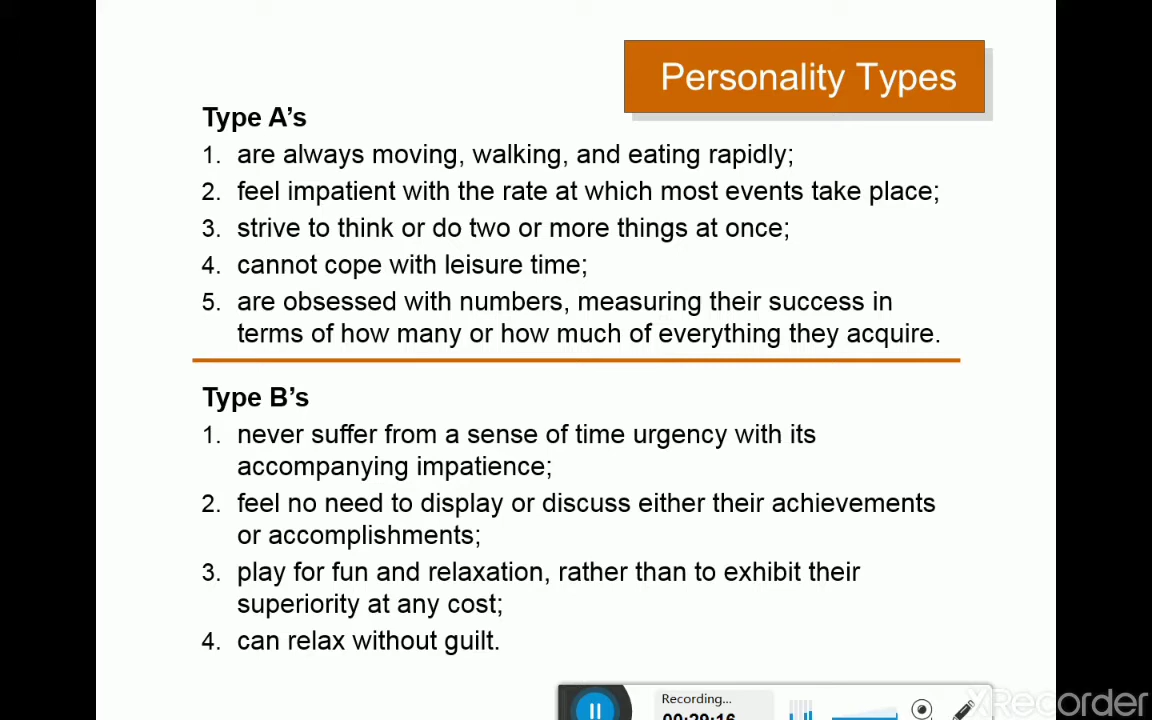 Personality Types
Type A's
1. are always moving, walking, and eating rapidly;
2. feel impatient with the rate at which most events take place;
3. strive to think or do two or more things at once;
4. cannot cope with leisure time;
5. are obsessed with numbers, measuring their success in
terms of how many or how much of everything they acquire.
Type B's
1. never suffer from a sense of time urgency with its
accompanying impatience;
2. feel no need to display or discuss either their achievements
or accomplishments;
3. play for fun and relaxation, rather than to exhibit their
superiority at any cost;
4. can relax without guilt.
Recording...
00:20:16
XRecorder